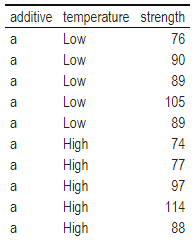 additive temperature strength
a Low 76
a Low 90
a Low 89
a Low 105
a Low 89
a High 74
a High 77
a High 97
a High 114
a High 88